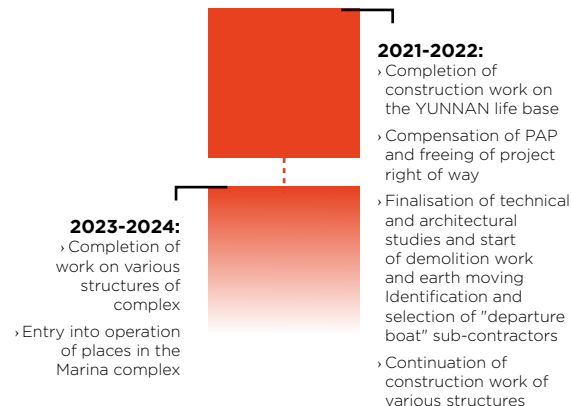 2021-2022:
› Completion of
construction work on
the YUNNAN life base
› Compensation of PAP
and freeing of project
right of way
› Finalisation of technical
and architectural
studies and start
of demolition work
and earth moving
Identification and
selection of "departure
boat" sub-contractors
› Continuation of
construction work of
various structures
2023-2024:
› Completion of
work on various
structures of
complex
› Entry into operation
of places in the
Marina complex